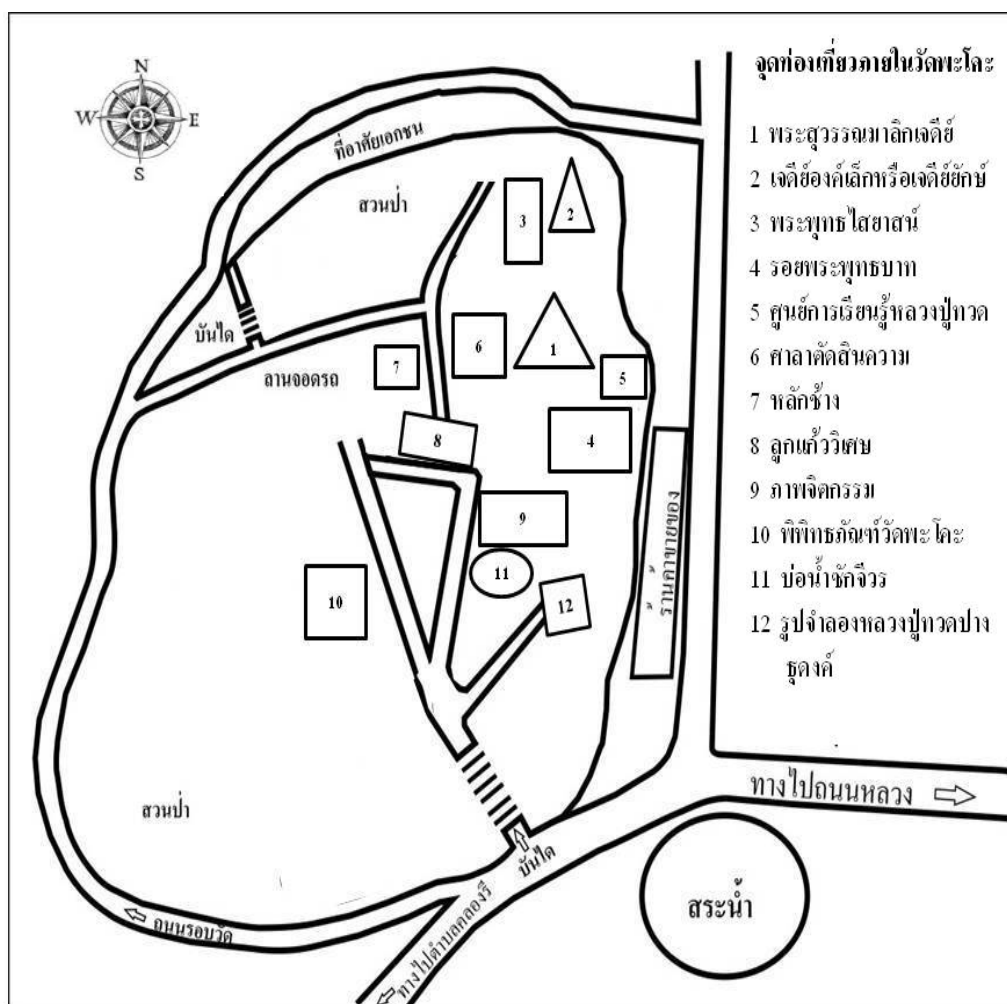 จุดท่องเที่ยวภายในวัดพะโคะ
1 พระสุวรรณมาลิกเจดีย์
2 เจดีย์องค์เล็กหรือเจดีย์ยักษ์
3 พระพุทธไสยาสน์
4 รอยพระพุทธบาท
5 ศูนย์การเรียนรู้หลวงปู่ทวด
6 ศาลาตัดสินความ
7 หลักช้าง
8 ลูกแก้ววิเศษ
9 ภาพจิตกรรม
10 พิพิทธภัณฑ์วัดพะโคะ
11 บ่อน้ำซักจีวร
12 รูปจำลองหลวงปู่ทวดปาง
ธุดงค์
N
W
E
S
ที่อาศัยเอกชน
สวนป่า
บันได
ลานจอดรถ
3
2
1
6
7
5
8
4
9
11
10
12
ร้านค้าขายของ
สวนป่า
ทางไปถนนหลวง
บันได
สระน้ำ
ถนนรอบวัด
ทางไปตำบลคลองรี